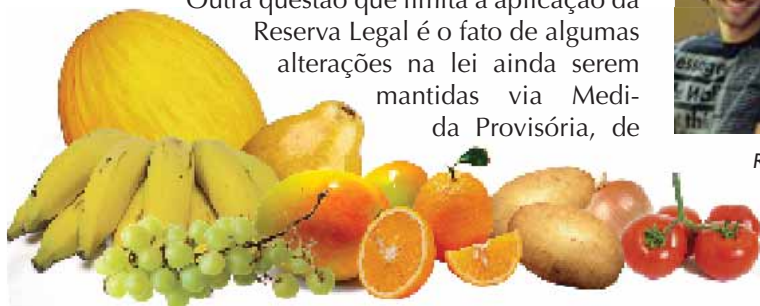 Outra questão que limita a aplicação da
Reserva Legal é o fato de algumas
alterações na lei ainda serem
mantidas via Medi-
da Provisória, de
R